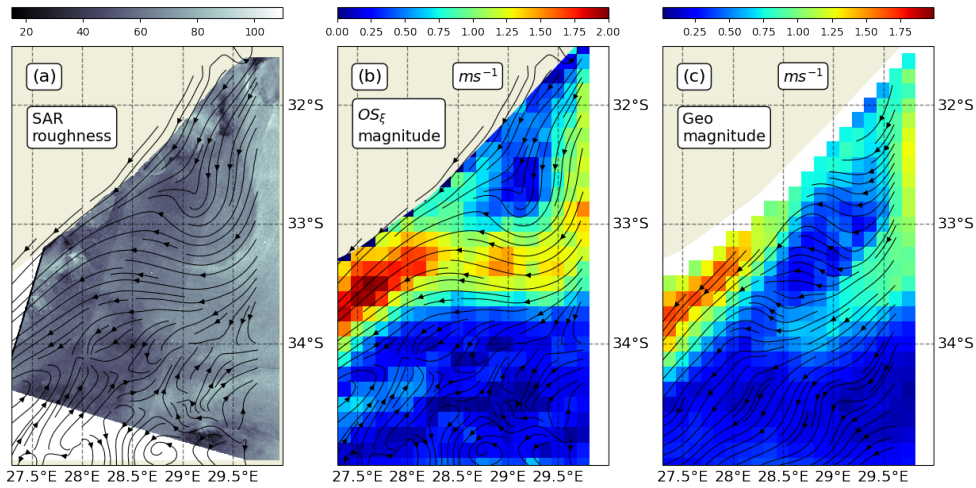 20 40 60 80 100
0.00 0.25 0.50 0.75 1.00 1.25 1.50 1.75 2.00
0.25 0.50 0.75 1.00 1.25 1.50 1.75
(a)
SAR
roughness
(b)
ms⁻¹
OSξ
magnitude
(c)
ms⁻¹
Geo
magnitude
32°S
33°S
34°S
32°S
33°S
34°S
27.5°E 28°E 28.5°E 29°E 29.5°E
27.5°E 28°E 28.5°E 29°E 29.5°E
27.5°E 28°E 28.5°E 29°E 29.5°E